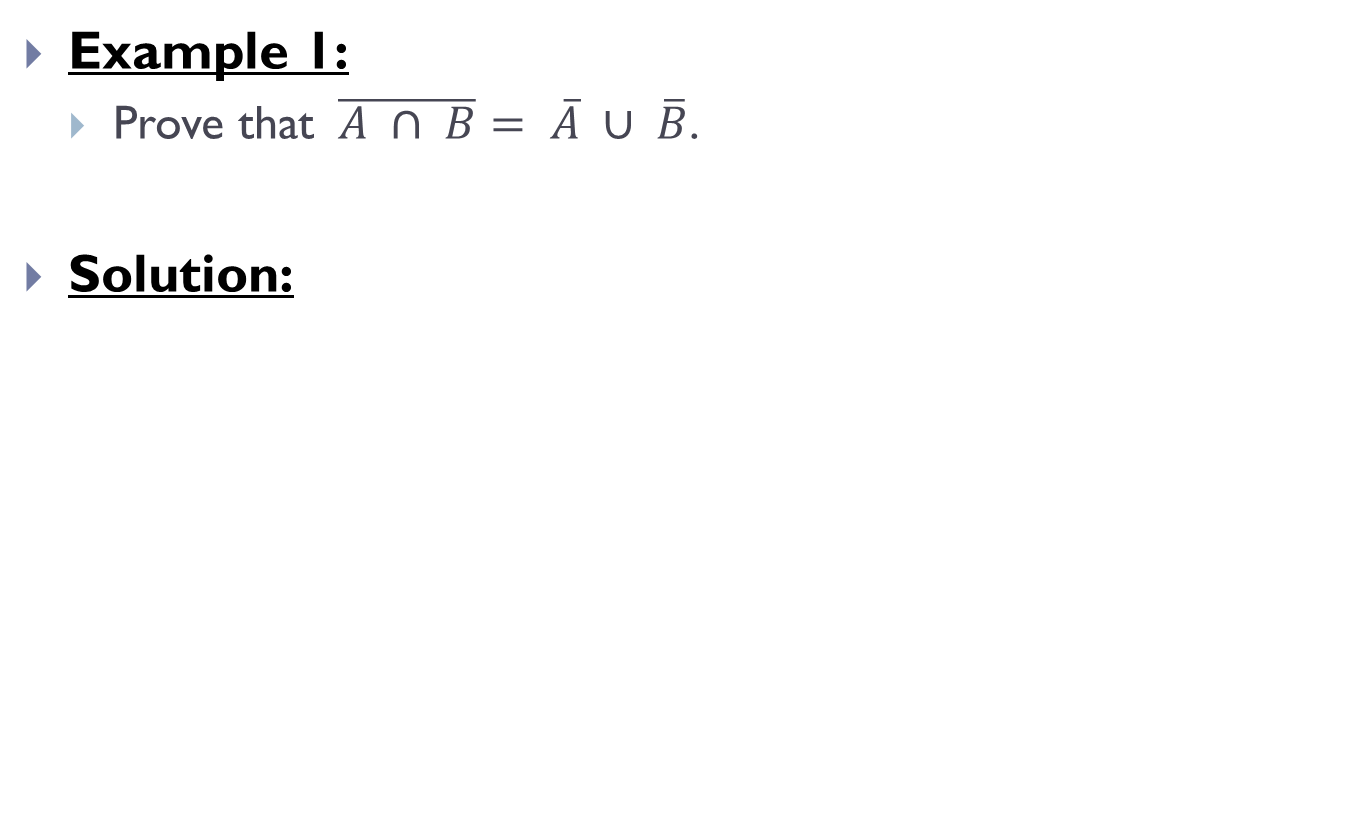 Example 1:
Prove that $\overline{A \cap B} = \bar{A} \cup \bar{B}$.
Solution: